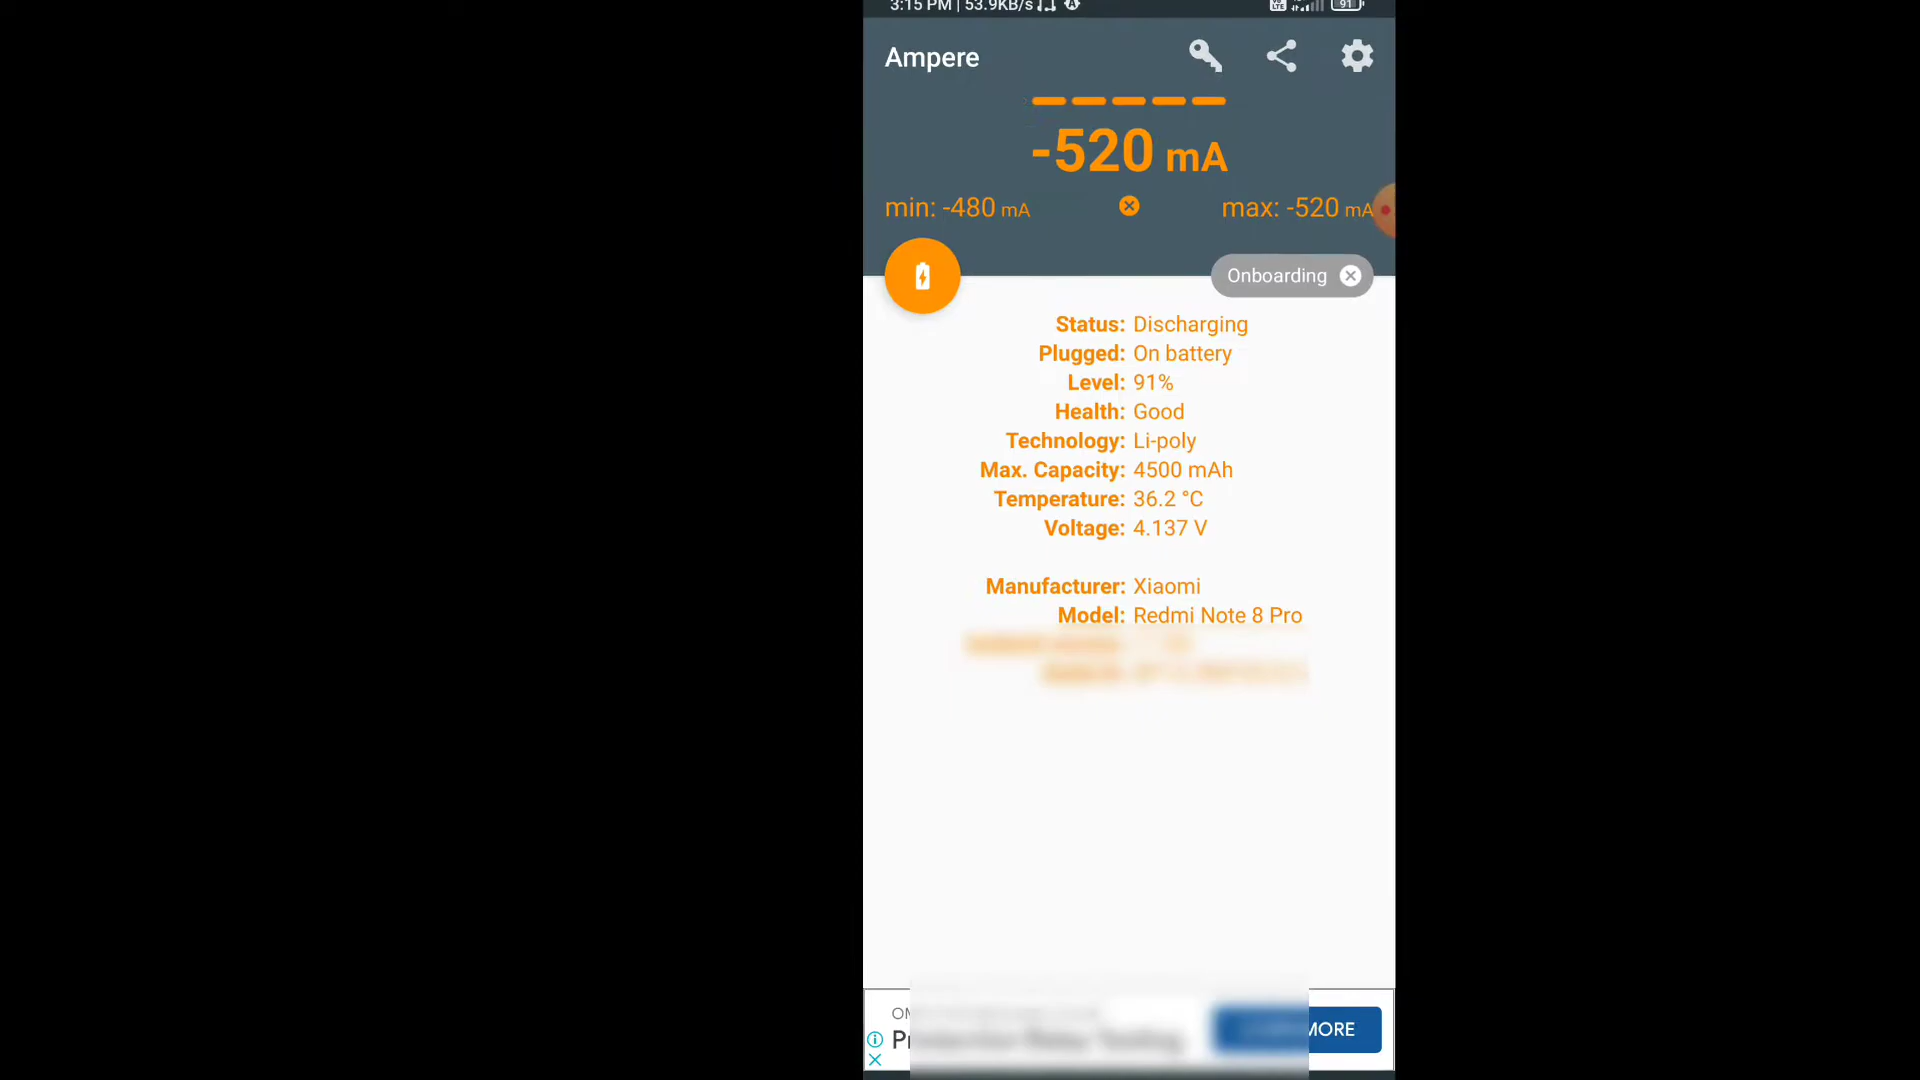 3:15 PM | 53.9KB/s
91
Ampere
-520 mA
min: -480 mA
max: -520 mA
Onboarding
Status: Discharging
Plugged: On battery
Level: 91%
Health: Good
Technology: Li-poly
Max. Capacity: 4500 mAh
Temperature: 36.2 °C
Voltage: 4.137 V
Manufacturer: Xiaomi
Model: Redmi Note 8 Pro
MORE